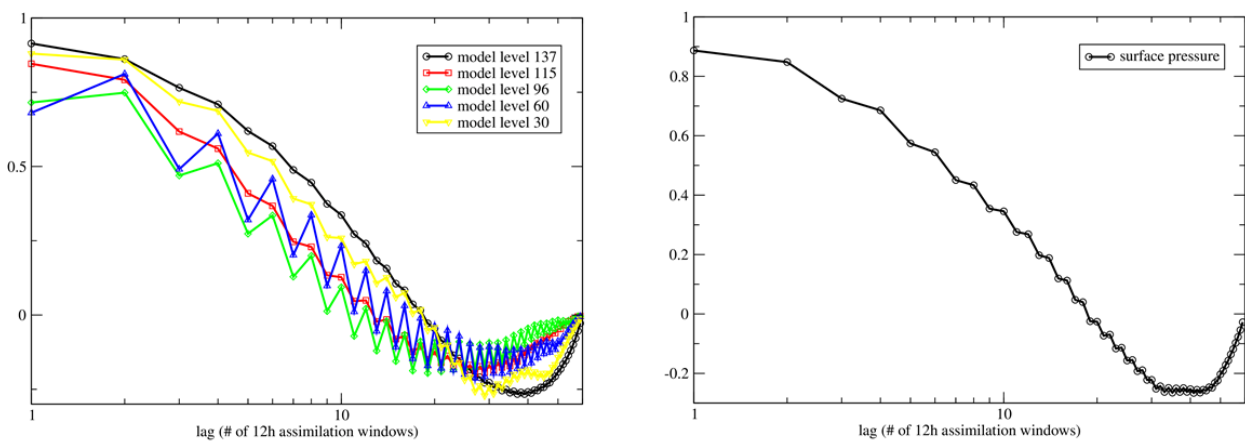 1
0.5
0
1
10
lag (# of 12h assimilation windows)
model level 137
model level 115
model level 96
model level 60
model level 30
1
0.8
0.6
0.4
0.2
0
-0.2
1
10
lag (# of 12h assimilation windows)
surface pressure